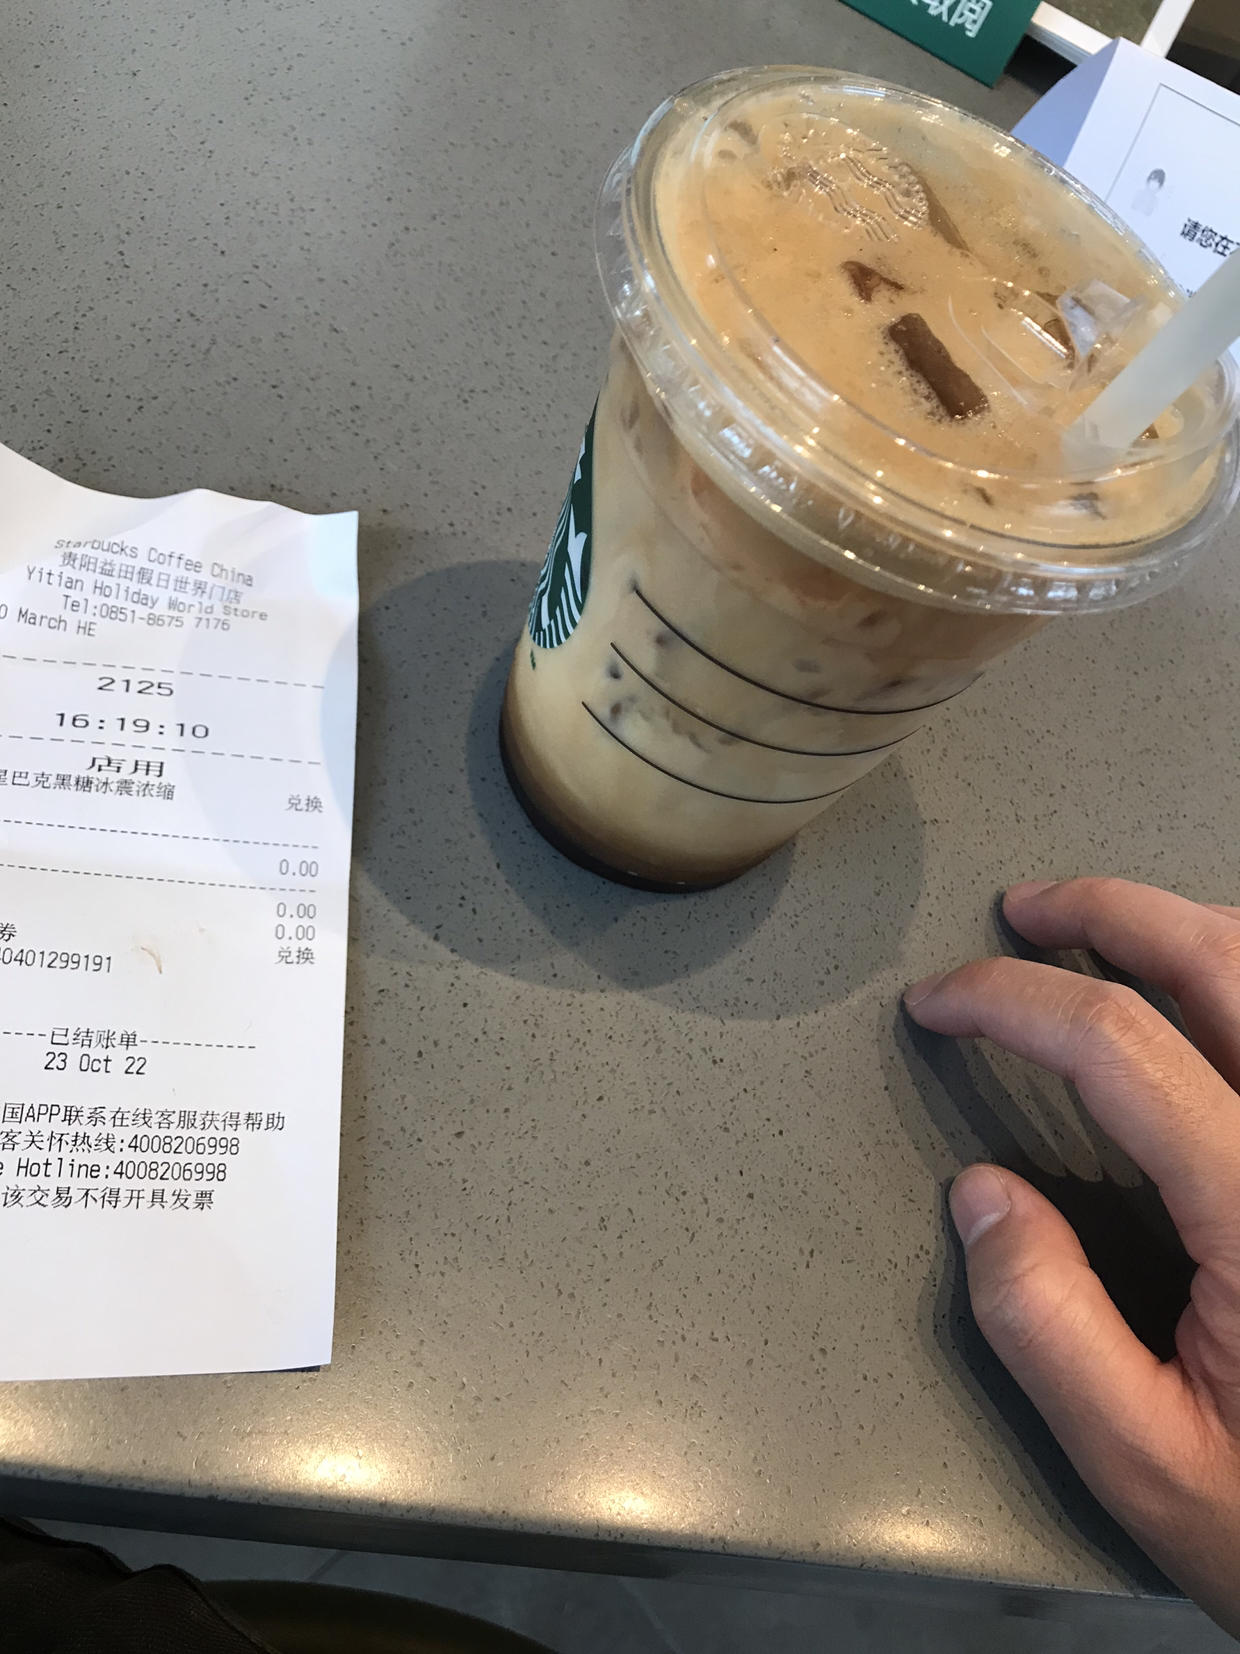 取阅
请您在
Starbucks Coffee China
贵阳益田假日世界门店
Yitian Holiday World Store
Tel:0851-8675 7176
0 March HE
2125
16:19:10
店用
星巴克黑糖冰震浓缩 兑换
0.00
0.00
0.00
券 兑换
40401299191
----已结账单-----------
23 Oct 22
国APP联系在线客服获得帮助
客关怀热线:4008206998
e Hotline:4008206998
该交易不得开具发票